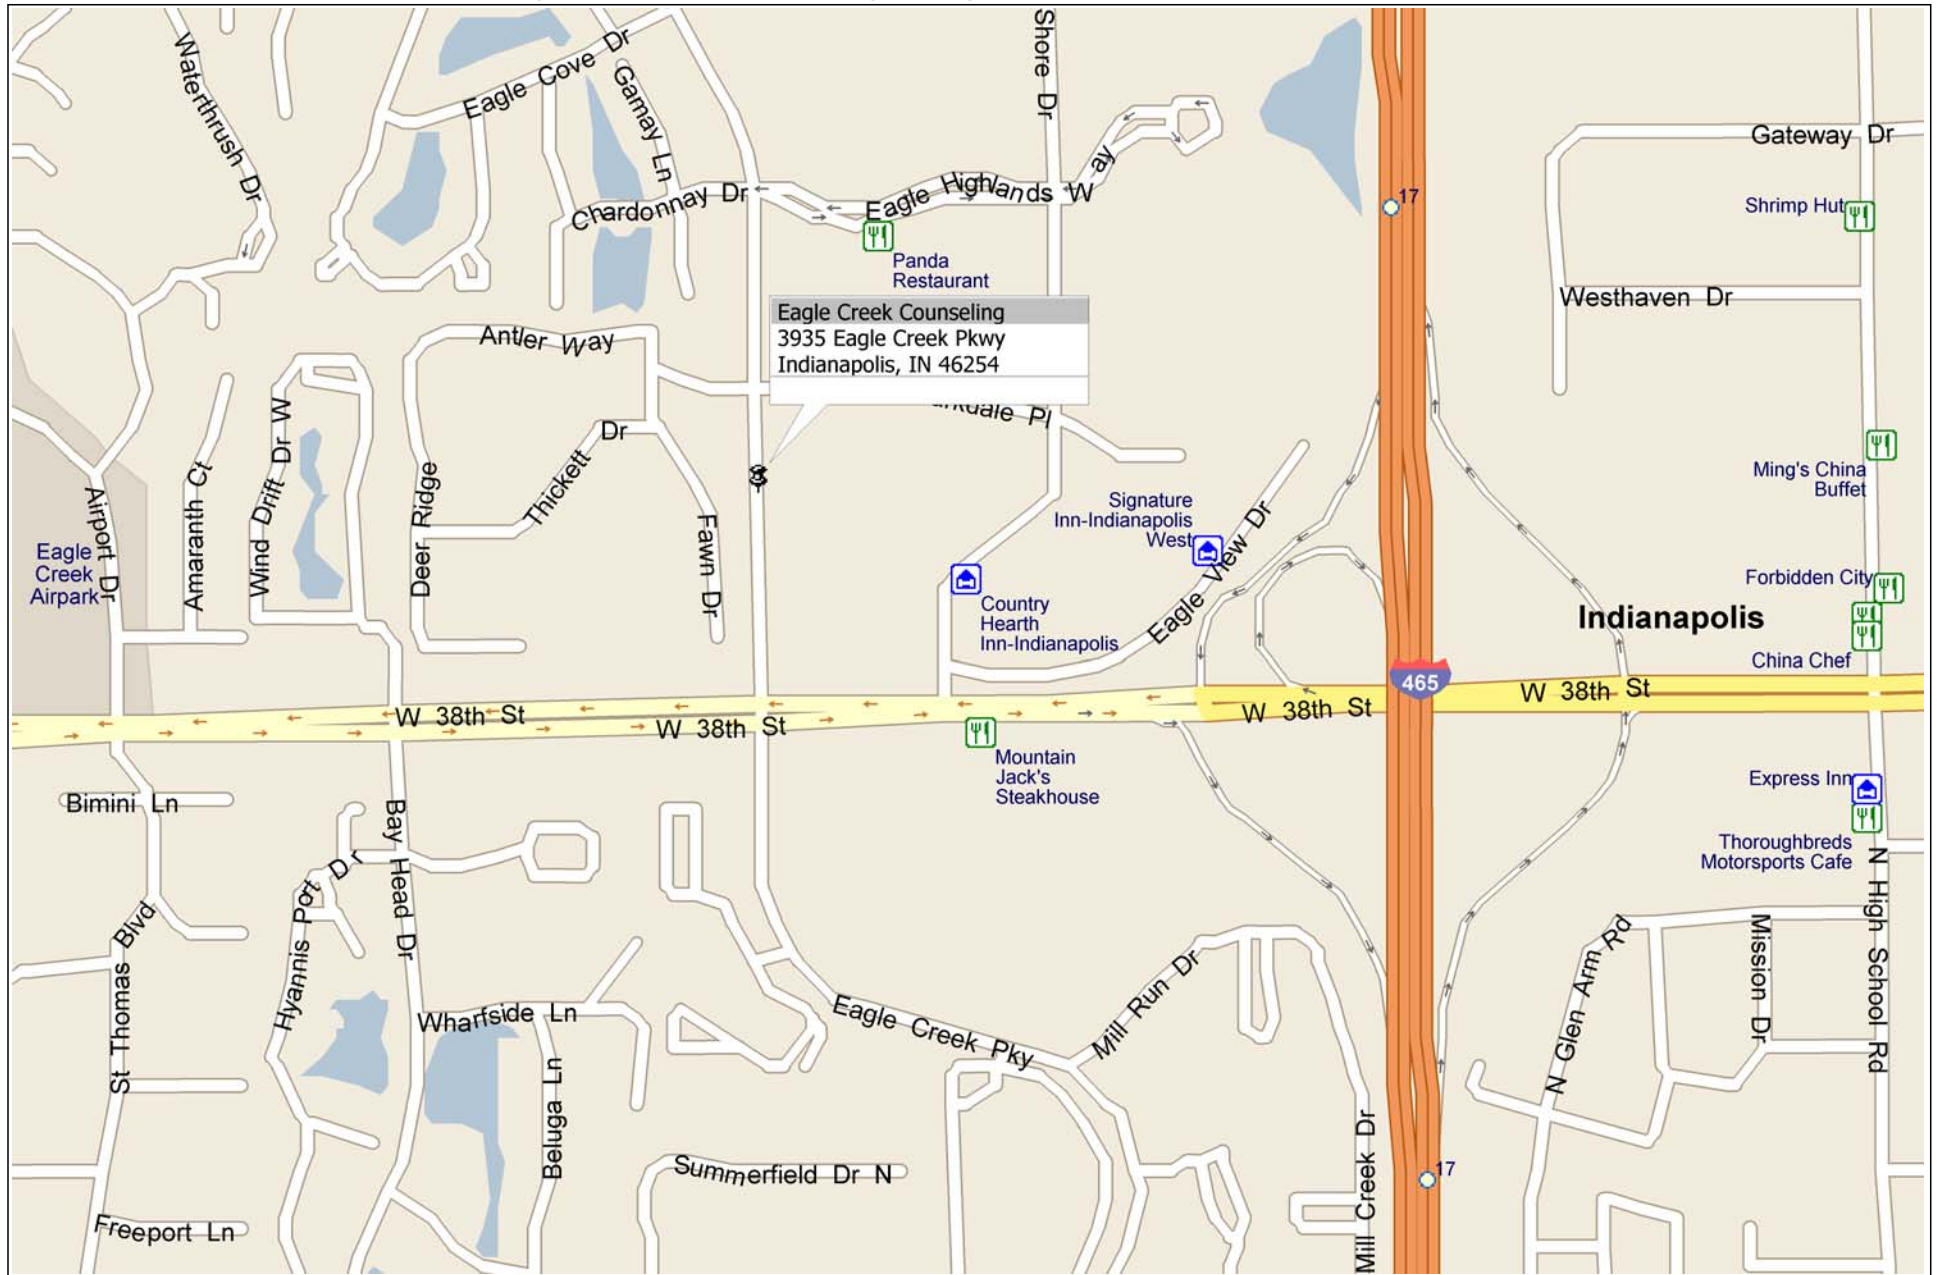 Waterthrush Dr
Eagle Cove Dr
Gamay Ln
Shore Dr
Gateway Dr
Shrimp Hut
17
Chardonnay Dr
Eagle Highlands Way
Panda
Restaurant
Westhaven Dr
Eagle Creek Counseling
3935 Eagle Creek Pkwy
Indianapolis, IN 46254
Antler Way
Pl
Wind Drift Dr W
Thickett Dr
Deer Ridge
Amaranth Ct
Airport Dr
Fawn Dr
Eagle
Creek
Airpark
Signature
Inn-Indianapolis
West
Eagle View Dr
Country
Hearth
Inn-Indianapolis
Ming's China
Buffet
Forbidden City
Indianapolis
China Chef
465
W 38th St
W 38th St
W 38th St
W 38th St
Mountain
Jack's
Steakhouse
Express Inn
Thoroughbreds
Motorsports Cafe
Bimini Ln
Bay Head Dr
Hyannis Port Dr
St Thomas Blvd
Wharfside Ln
Beluga Ln
Eagle Creek Pky
Mill Run Dr
N Glen Arm Rd
Mission Dr
N High School Rd
Summerfield Dr N
Mill Creek Dr
17
Freeport Ln